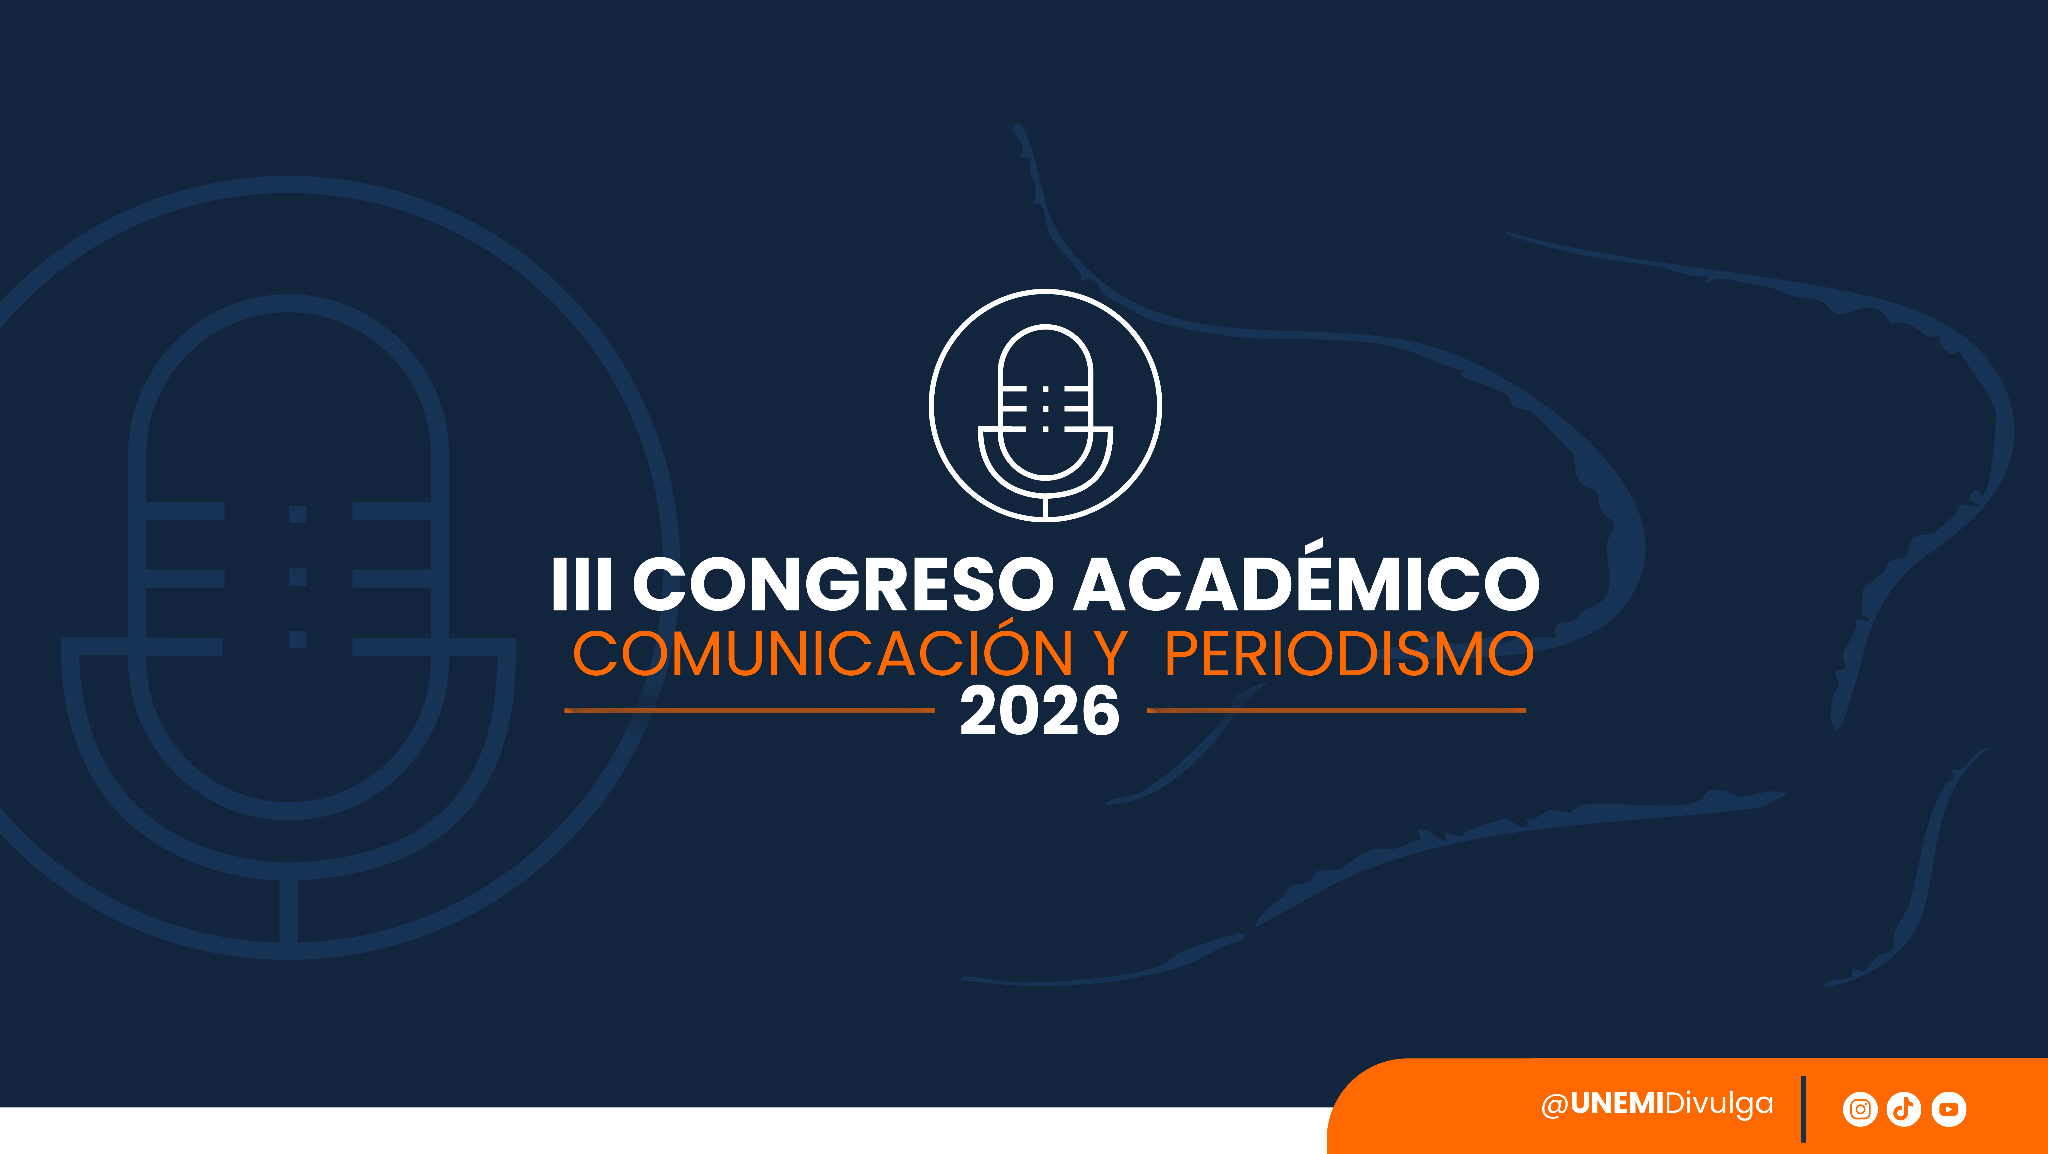 III CONGRESO ACADÉMICO
COMUNICACIÓN Y PERIODISMO
2026
@UNEMIDivulga